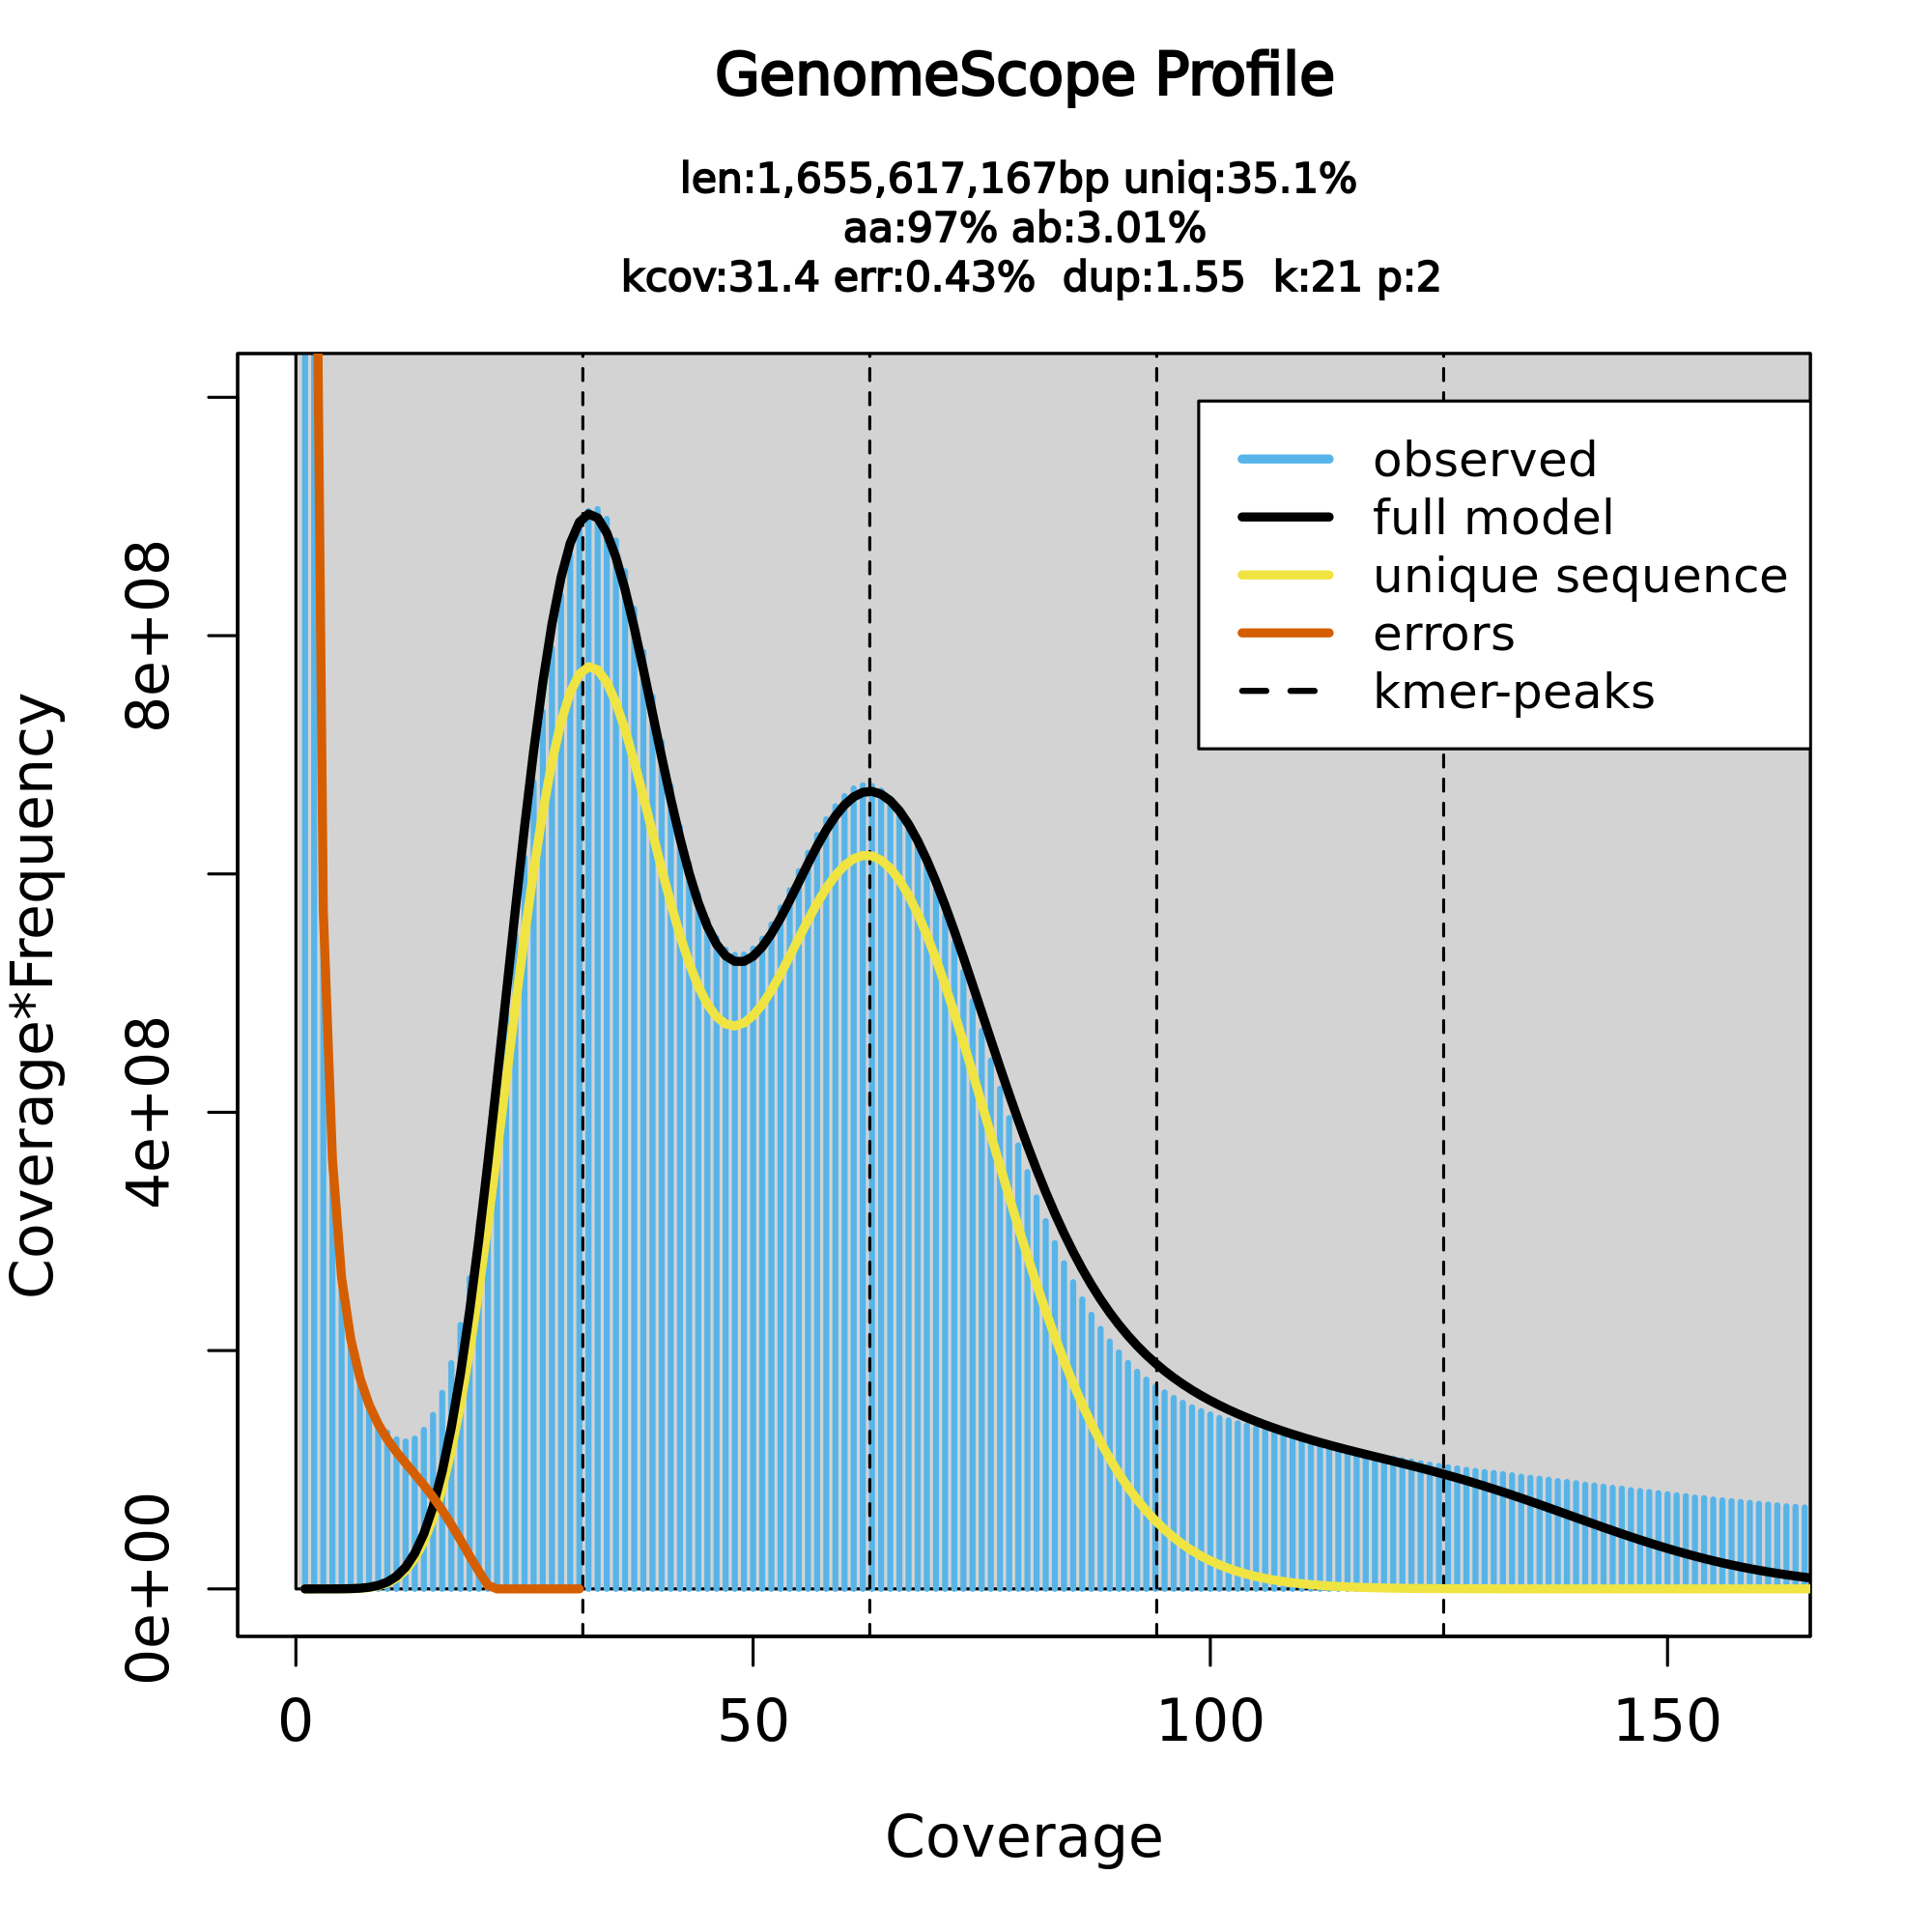 GenomeScope Profile
len:1,655,617,167bp uniq:35.1%
aa:97% ab:3.01%
kcov:31.4 err:0.43% dup:1.55 k:21 p:2
observed
full model
unique sequence
errors
kmer-peaks
Coverage*Frequency
8e+08
4e+08
0e+00
0 50 100 150
Coverage